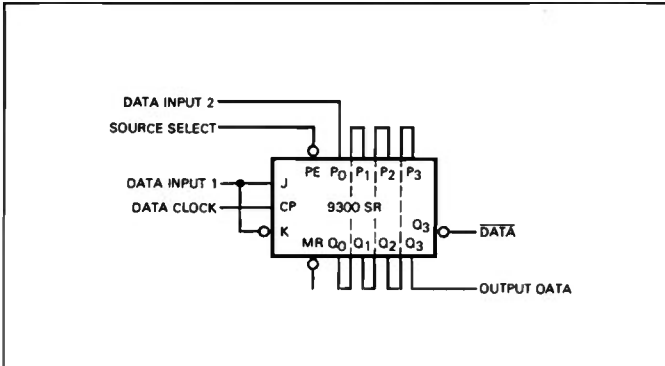 DATA INPUT 2
SOURCE SELECT
PE P0 P1 P2 P3
DATA INPUT 1 J
DATA CLOCK CP 9300 SR
K Q3 DATA
MR Q0 Q1 Q2 Q3
OUTPUT DATA